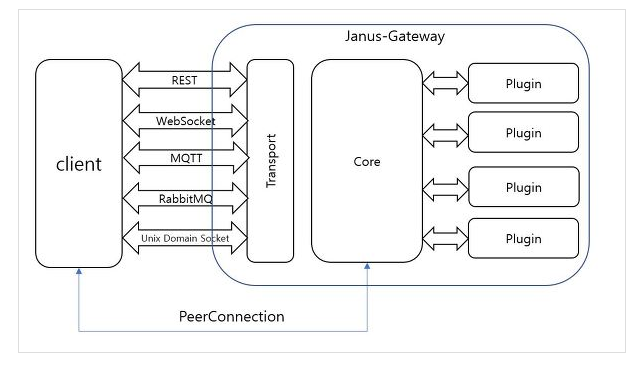 Janus-Gateway
client
REST
WebSocket
MQTT
RabbitMQ
Unix Domain Socket
Transport
Core
Plugin
Plugin
Plugin
Plugin
PeerConnection